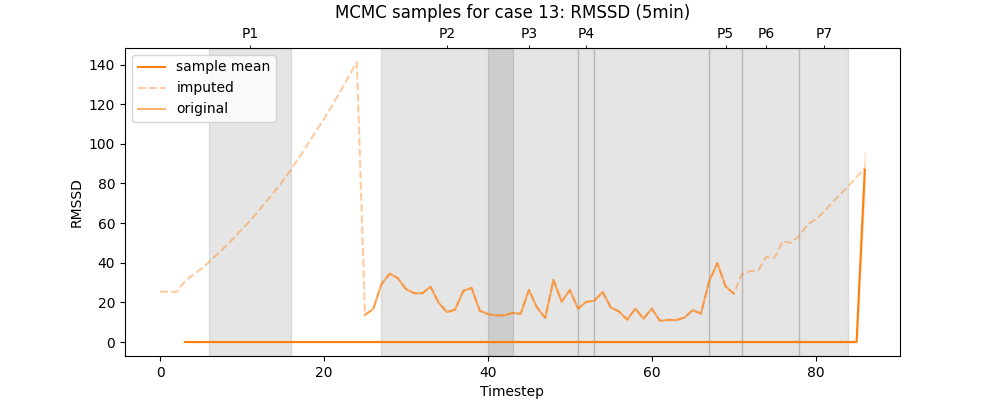 MCMC samples for case 13: RMSSD (5min)
P1 P2 P3 P4 P5 P6 P7
sample mean
imputed
original
RMSSD
140
120
100
80
60
40
20
0
0 20 40 60 80
Timestep